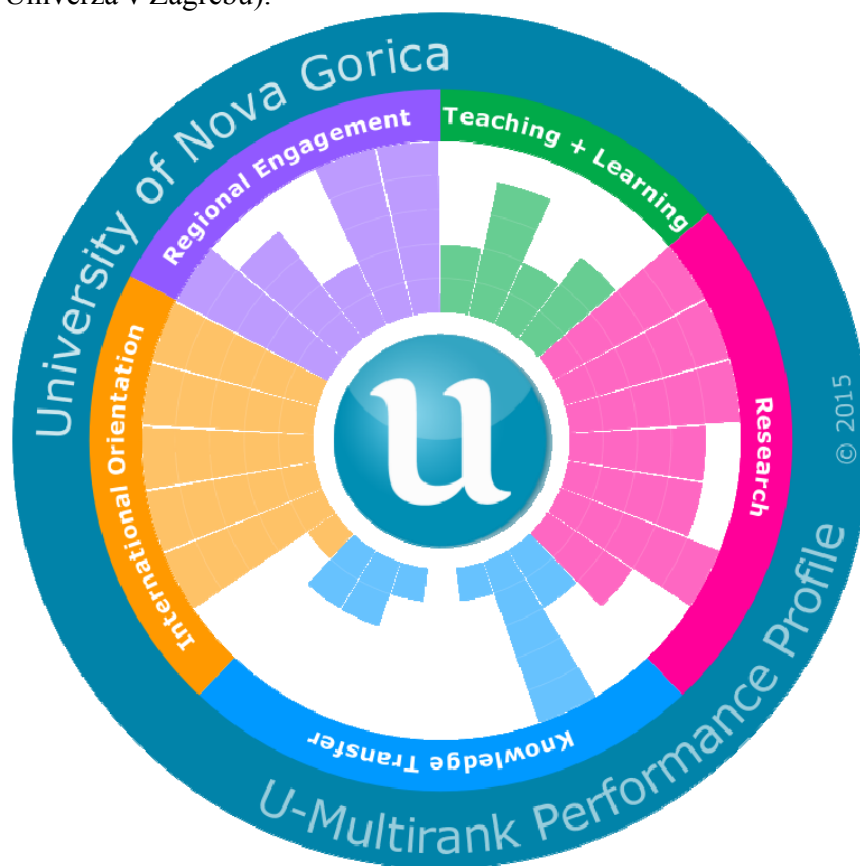 Univerza v Zagrebu).
University of Nova Gorica
Regional Engagement
Teaching + Learning
International Orientation
Research
© 2015
u
Knowledge Transfer
U-Multirank Performance Profile